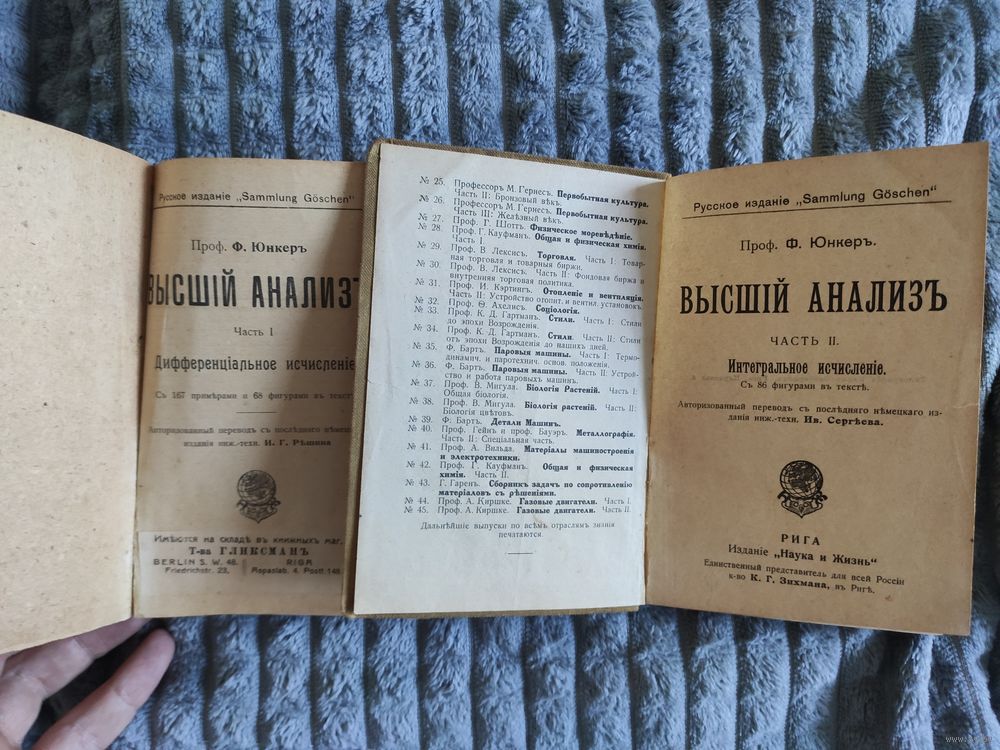 Русское изданіе „Sammlung Göschen“
Проф. Ф. Юнкеръ
ВЫСШІЙ АНАЛИЗЪ
Часть I
Дифференціальное исчисленіе
Съ 167 примѣрами и 68 фигурами въ текстѣ
Авторизованный переводъ съ послѣдняго нѣмец
изданія инж.-техн. И. Г. Рѣшина
Имѣются на складѣ въ книжныхъ маг.
Т-ва ГЛИКСМАНЪ
BERLIN S. W. 48. RIGA
Friedrichstr. 23, Ropaslab. 4. Postf. 148.
№ 25. Профессоръ М. Гернесъ. Первобытная культура.
Часть II: Бронзовый вѣкъ.
№ 26. Профессоръ М. Гернесъ. Первобытная культура.
Часть III: Желѣзный вѣкъ.
№ 27. Проф. Г. Шоттъ. Физическое моревѣдѣніе.
№ 28. Проф. Г. Кауфманъ. Общая и физическая химія.
Часть I.
№ 29. Проф. В. Лексисъ. Торговля. Часть I: Товар-
ная торговля и товарныя биржи.
№ 30. Проф. В. Лексисъ. Часть II: Фондовая биржа и
внутренняя торговая политика.
№ 31. Проф. И. Кэртингъ. Отопленіе и вентиляція.
Часть II: Устройство отопит. и вентил. установокъ.
№ 32. Проф. Ѳ. Ахелисъ. Соціологія.
№ 33. Проф. К. Д. Гартманъ. Стили. Часть I: Стили
до эпохи Возрожденія.
№ 34. Проф. К. Д. Гартманъ. Стили. Часть II: Стили
отъ эпохи Возрожденія до нашихъ дней.
№ 35. Ф. Бартъ. Паровыя машины. Часть I: Термо-
динамич. и паротехнич. основ. положенія.
№ 36. Ф. Бартъ. Паровыя машины. Часть II: Устрой-
ство и работа паровыхъ машинъ.
№ 37. Проф. В. Мигула. Біологія Растеній. Часть I:
Общая біологія.
№ 38. Проф. В. Мигула. Біологія растеній. Часть II:
Біологія цвѣтовъ.
№ 39. Ф. Бартъ. Детали Машинъ.
№ 40. Проф. Гейнъ и проф. Бауэръ. Металлографія.
Часть II: Спеціальная часть.
№ 41. Проф. А. Вильда. Матеріалы машиностроенія
и электротехники.
№ 42. Проф. Г. Кауфманъ. Общая и физическая
химія. Часть II.
№ 43. Г. Гаренъ. Сборникъ задачъ по сопротивленію
матеріаловъ съ рѣшеніями.
№ 44. Проф. А. Киршке. Газовые двигатели. Часть I.
№ 45. Проф. А. Киршке. Газовые двигатели. Часть II.
Дальнѣйшіе выпуски по всѣмъ отраслямъ знанія
печатаются.
Русское изданіе „Sammlung Göschen“
Проф. Ф. Юнкеръ.
ВЫСШІЙ АНАЛИЗЪ
ЧАСТЬ II.
Интегральное исчисленіе.
Съ 86 фигурами въ текстѣ.
Авторизованный переводъ съ послѣдняго нѣмецкаго из-
данія инж.-техн. Ив. Сергѣева.
РИГА
Изданіе „Наука и Жизнь“
Единственный представитель для всей Россіи
к-во К. Г. Зихмана, въ Ригѣ.